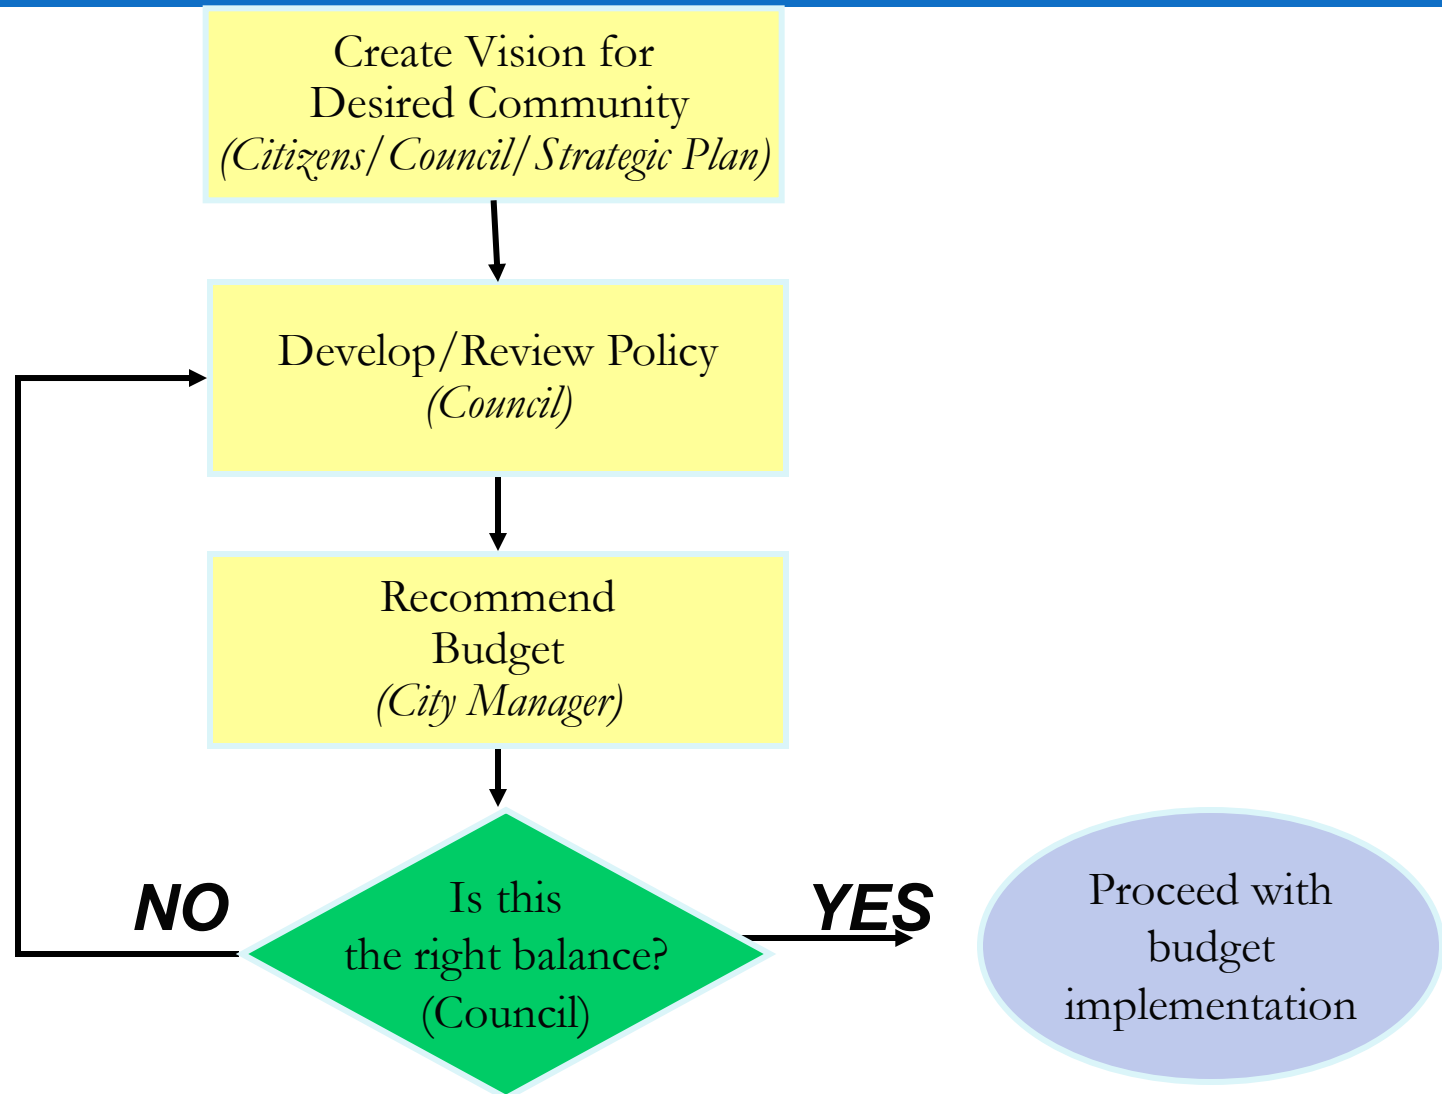 Create Vision for
Desired Community
(Citizens/Council/Strategic Plan)
Develop/Review Policy
(Council)
Recommend
Budget
(City Manager)
NO
Is this
the right balance?
(Council)
YES
Proceed with
budget
implementation